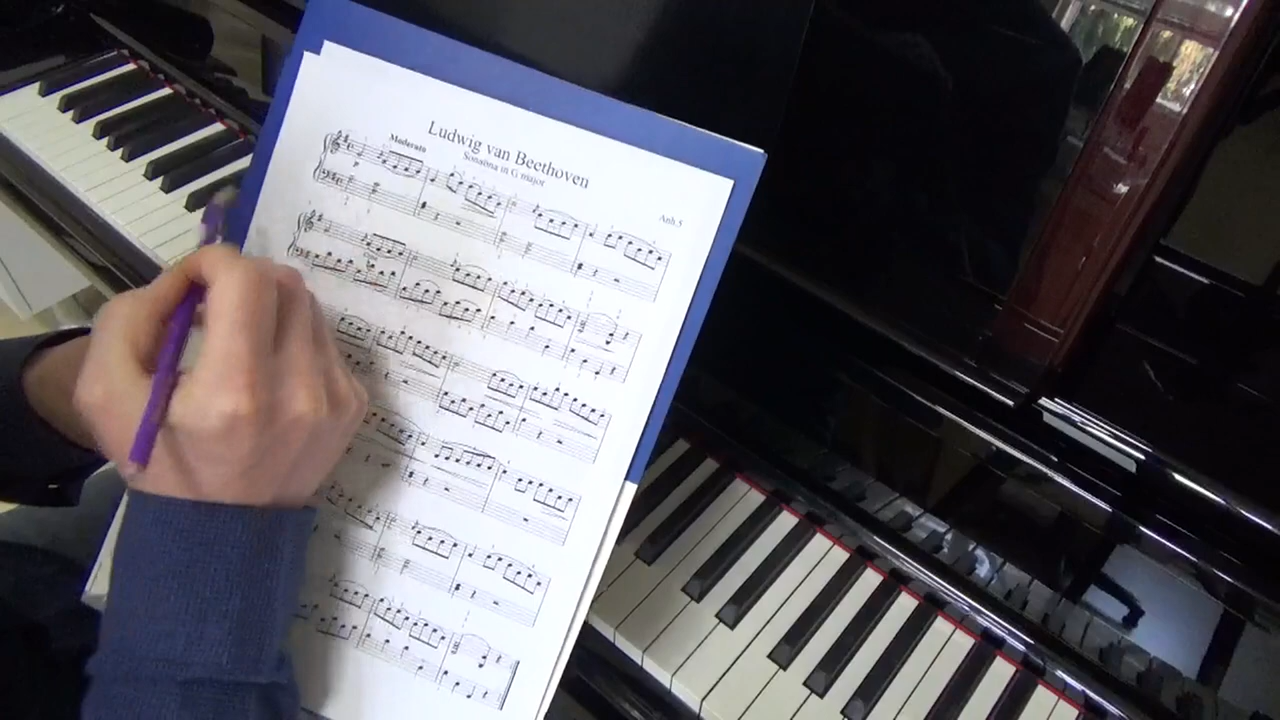 Ludwig van Beethoven
Sonatina in G major
Anh.5
Moderato
p